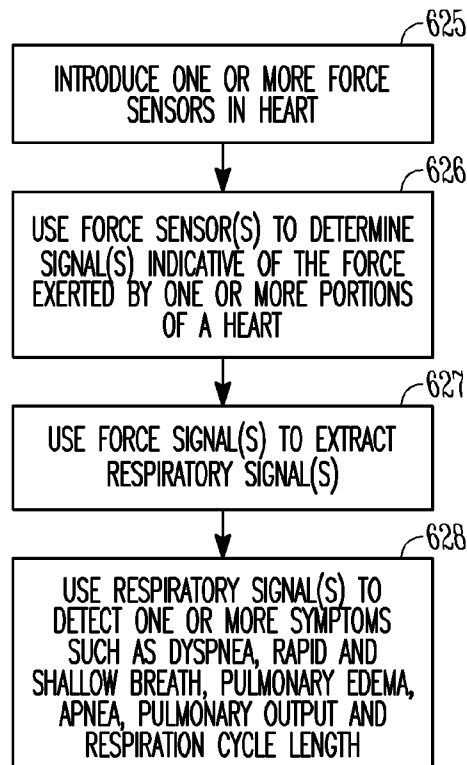 625
INTRODUCE ONE OR MORE FORCE
SENSORS IN HEART
626
USE FORCE SENSOR(S) TO DETERMINE
SIGNAL(S) INDICATIVE OF THE FORCE
EXERTED BY ONE OR MORE PORTIONS
OF A HEART
627
USE FORCE SIGNAL(S) TO EXTRACT
RESPIRATORY SIGNAL(S)
628
USE RESPIRATORY SIGNAL(S) TO
DETECT ONE OR MORE SYMPTOMS
SUCH AS DYSPNEA, RAPID AND
SHALLOW BREATH, PULMONARY EDEMA,
APNEA, PULMONARY OUTPUT AND
RESPIRATION CYCLE LENGTH